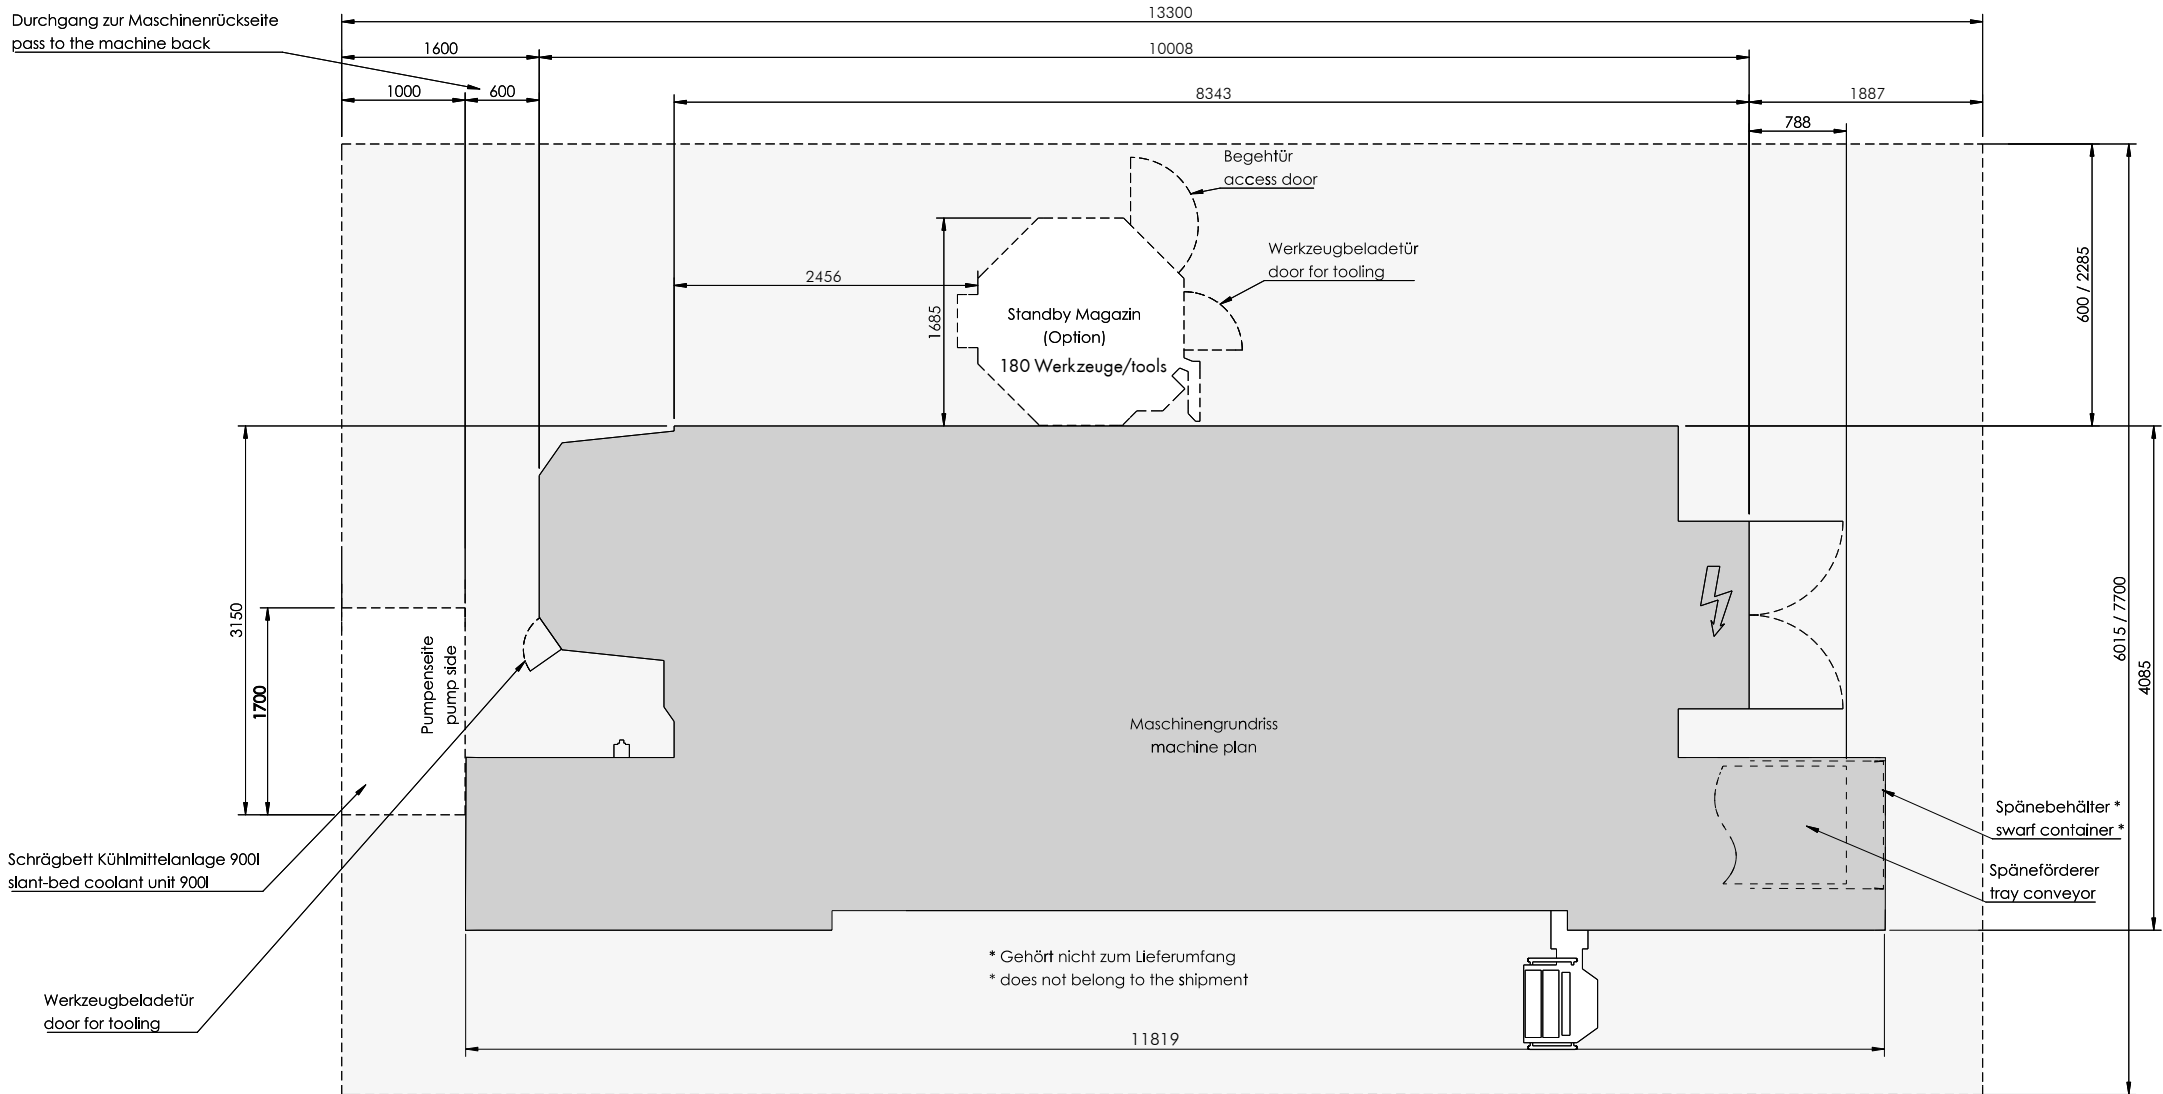 Durchgang zur Maschinenrückseite
pass to the machine back
13300
1600
10008
1000
600
8343
1887
788
Begehtür
access door
Werkzeugbeladetür
door for tooling
2456
1685
Standby Magazin
(Option)
180 Werkzeuge/tools
600 / 2285
3150
1700
Pumpenseite
pump side
6015 / 7700
4085
Maschinengrundriss
machine plan
Spänebehälter *
swarf container *
Schrägbett Kühlmittelanlage 900l
slant-bed coolant unit 900l
Späneförderer
tray conveyor
* Gehört nicht zum Lieferumfang
* does not belong to the shipment
Werkzeugbeladetür
door for tooling
11819